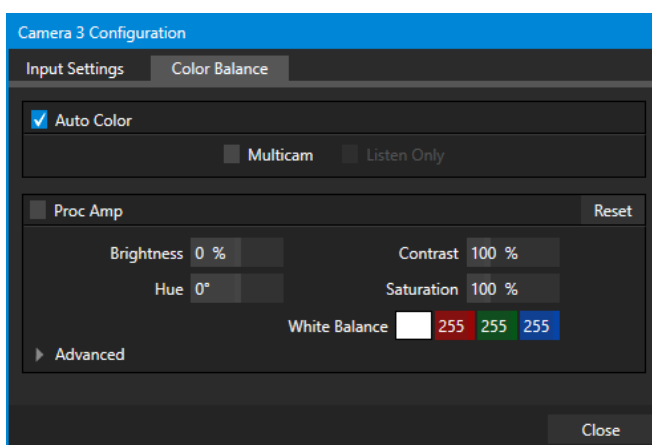 Camera 3 Configuration
Input Settings Color Balance
Auto Color
Multicam Listen Only
Proc Amp Reset
Brightness 0 % Contrast 100 %
Hue 0° Saturation 100 %
White Balance 255 255 255
Advanced
Close